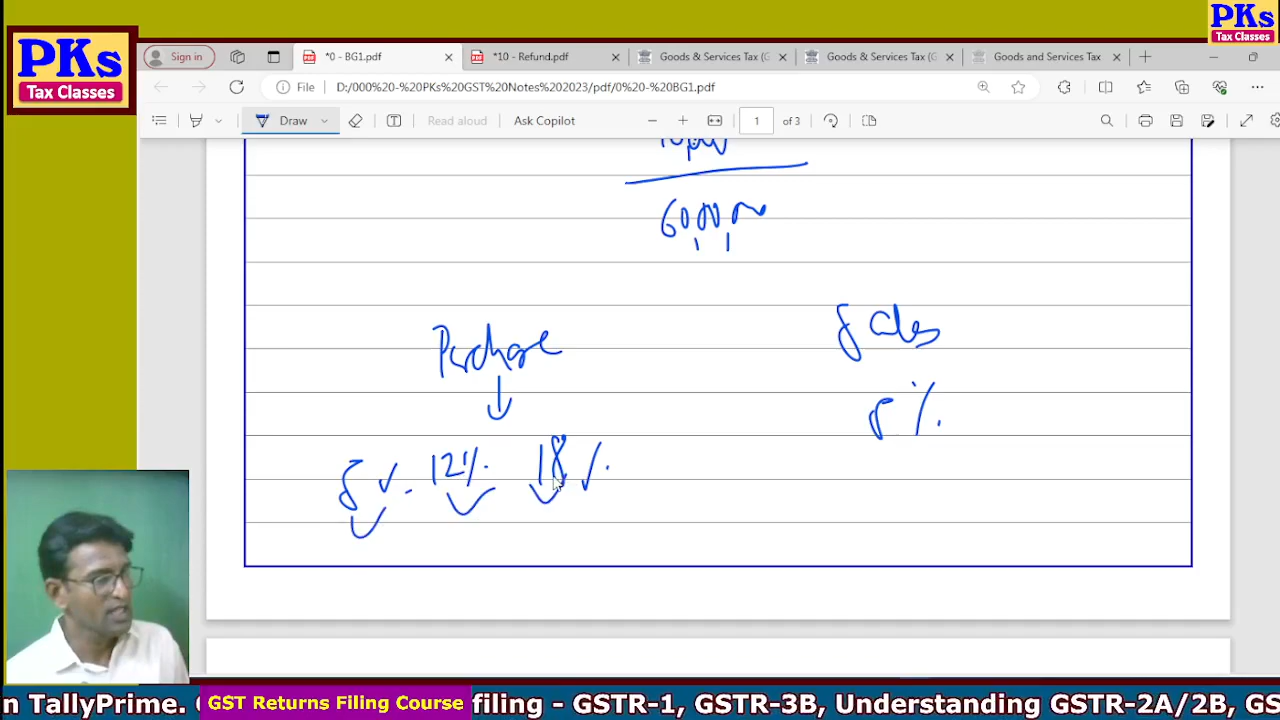 PKs
Tax Classes
PKs
Tax Classes
Sign in
*0 - BG1.pdf
*10 - Refund.pdf
Goods & Services Tax (G
Goods & Services Tax (
Goods and Services Tax
File
D:/000%20-%20PKs%20GST%20Notes%202023/pdf/0%20-%20BG1.pdf
Draw
Read aloud
Ask Copilot
1
of 3
Purchase
Sales
5%
5% 12% 18%
n TallyPrime.
GST Returns Filing Course
filing - GSTR-1, GSTR-3B, Understanding GSTR-2A/2B, GS